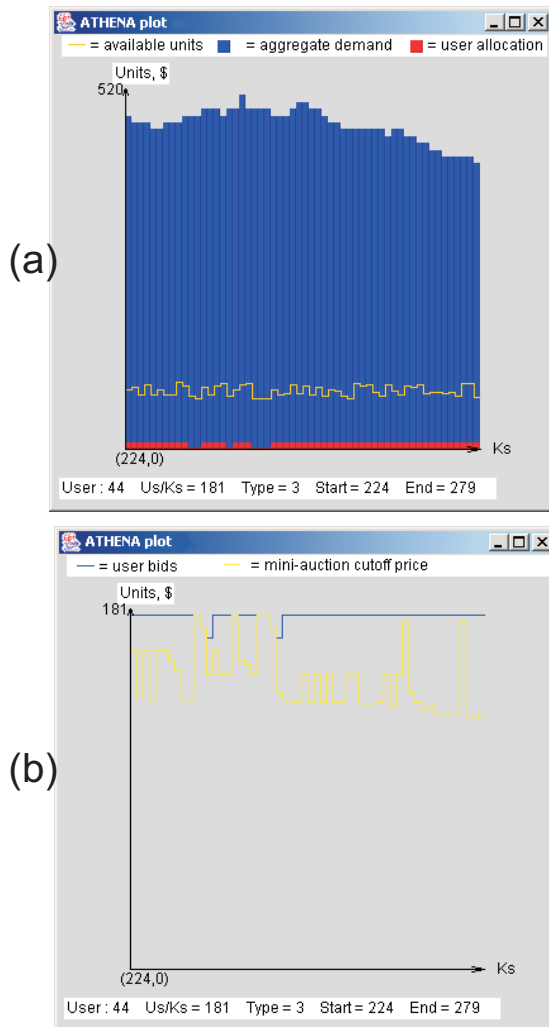 ATHENA plot
= available units = aggregate demand = user allocation
Units, $
520
(a)
Ks
(224,0)
User : 44 Us/Ks = 181 Type = 3 Start = 224 End = 279
ATHENA plot
= user bids = mini-auction cutoff price
Units, $
181
(b)
Ks
(224,0)
User : 44 Us/Ks = 181 Type = 3 Start = 224 End = 279